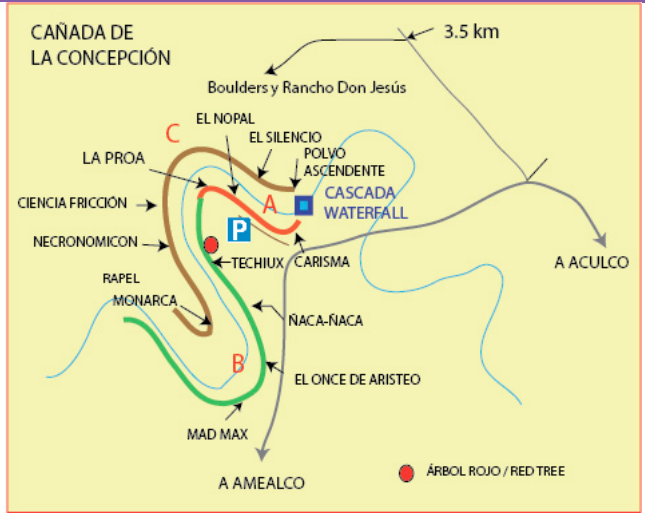 CAÑADA DE
LA CONCEPCIÓN
3.5 km
Boulders y Rancho Don Jesús
EL NOPAL
C
EL SILENCIO
LA PROA
POLVO
ASCENDENTE
CIENCIA FRICCIÓN
A
CASCADA
WATERFALL
P
NECRONOMICON
TECHIUX
CARISMA
A ACULCO
RAPEL
MONARCA
ÑACA-ÑACA
B
EL ONCE DE ARISTEO
MAD MAX
A AMEALCO
ÁRBOL ROJO / RED TREE